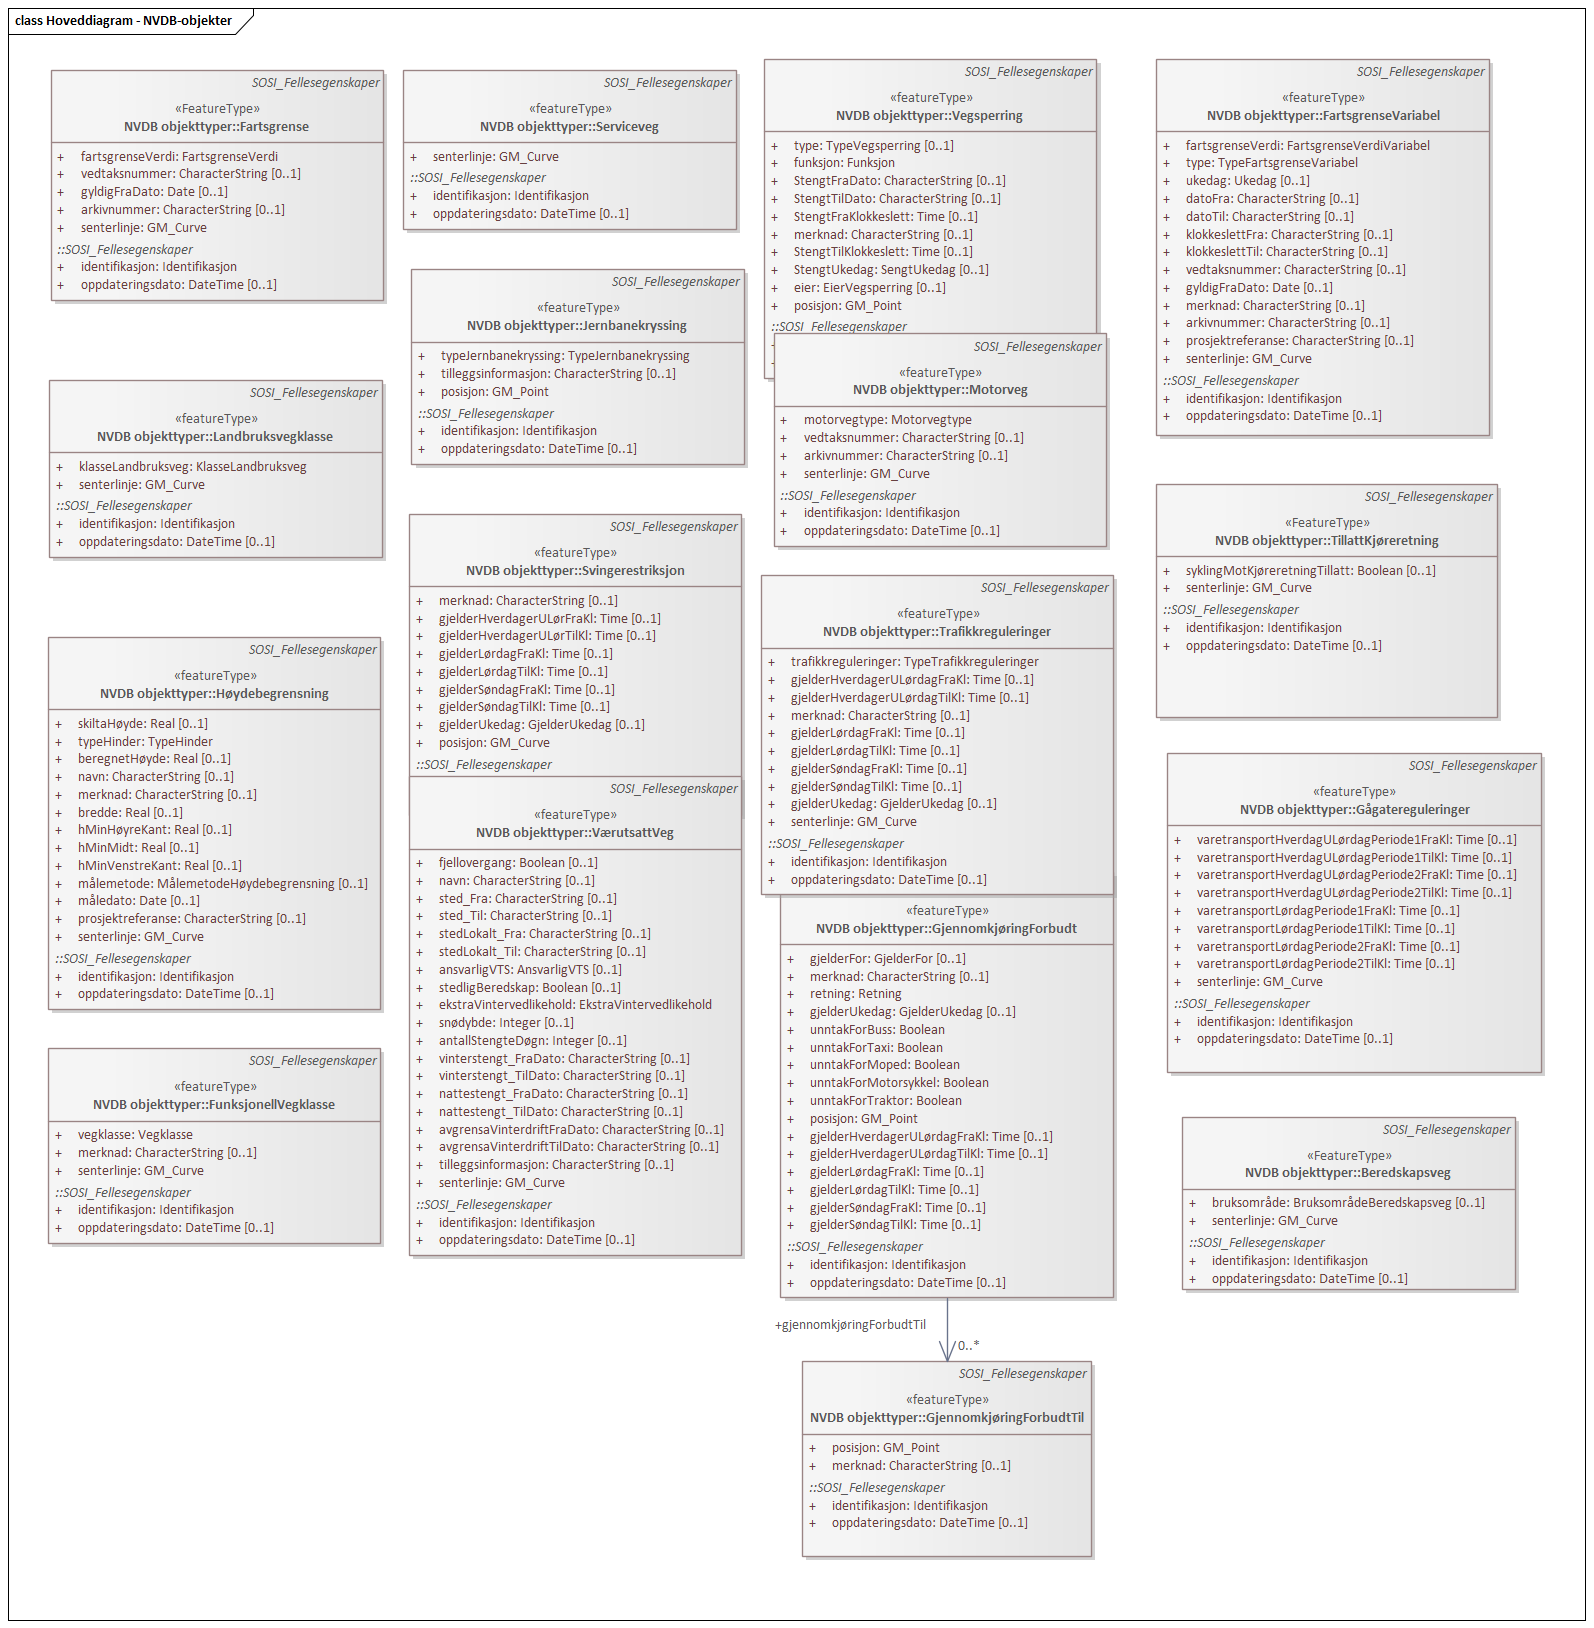 class Hoveddiagram - NVDB-objekter
SOSI_Fellesegenskaper
«FeatureType»
NVDB objekttyper::Fartsgrense
+ fartsgrenseVerdi: FartsgrenseVerdi
+ vedtaksnummer: CharacterString [0..1]
+ gyldigFraDato: Date [0..1]
+ arkivnummer: CharacterString [0..1]
+ senterlinje: GM_Curve
::SOSI_Fellesegenskaper
+ identifikasjon: Identifikasjon
+ oppdateringsdato: DateTime [0..1]
SOSI_Fellesegenskaper
«featureType»
NVDB objekttyper::Landbruksvegklasse
+ klasseLandbruksveg: KlasseLandbruksveg
+ senterlinje: GM_Curve
::SOSI_Fellesegenskaper
+ identifikasjon: Identifikasjon
+ oppdateringsdato: DateTime [0..1]
SOSI_Fellesegenskaper
«featureType»
NVDB objekttyper::Høydebegrensning
+ skiltaHøyde: Real [0..1]
+ typeHinder: TypeHinder
+ beregnetHøyde: Real [0..1]
+ navn: CharacterString [0..1]
+ merknad: CharacterString [0..1]
+ bredde: Real [0..1]
+ hMinHøyreKant: Real [0..1]
+ hMinMidt: Real [0..1]
+ hMinVenstreKant: Real [0..1]
+ målemetode: MålemetodeHøydebegrensning [0..1]
+ måledato: Date [0..1]
+ prosjektreferanse: CharacterString [0..1]
+ senterlinje: GM_Curve
::SOSI_Fellesegenskaper
+ identifikasjon: Identifikasjon
+ oppdateringsdato: DateTime [0..1]
SOSI_Fellesegenskaper
«featureType»
NVDB objekttyper::FunksjonellVegklasse
+ vegklasse: Vegklasse
+ merknad: CharacterString [0..1]
+ senterlinje: GM_Curve
::SOSI_Fellesegenskaper
+ identifikasjon: Identifikasjon
+ oppdateringsdato: DateTime [0..1]
SOSI_Fellesegenskaper
«featureType»
NVDB objekttyper::Serviceveg
+ senterlinje: GM_Curve
::SOSI_Fellesegenskaper
+ identifikasjon: Identifikasjon
+ oppdateringsdato: DateTime [0..1]
SOSI_Fellesegenskaper
«featureType»
NVDB objekttyper::Jernbanekryssing
+ typeJernbanekryssing: TypeJernbanekryssing
+ tilleggsinformasjon: CharacterString [0..1]
+ posisjon: GM_Point
::SOSI_Fellesegenskaper
+ identifikasjon: Identifikasjon
+ oppdateringsdato: DateTime [0..1]
SOSI_Fellesegenskaper
«featureType»
NVDB objekttyper::Svingerestriksjon
+ merknad: CharacterString [0..1]
+ gjelderHverdagerULørFraKl: Time [0..1]
+ gjelderHverdagerULørTilKl: Time [0..1]
+ gjelderLørdagFraKl: Time [0..1]
+ gjelderLørdagTilKl: Time [0..1]
+ gjelderSøndagFraKl: Time [0..1]
+ gjelderSøndagTilKl: Time [0..1]
+ gjelderUkedag: GjelderUkedag [0..1]
+ posisjon: GM_Curve
::SOSI_Fellesegenskaper
SOSI_Fellesegenskaper
«featureType»
NVDB objekttyper::VærutsattVeg
+ fjellovergang: Boolean [0..1]
+ navn: CharacterString [0..1]
+ sted_Fra: CharacterString [0..1]
+ sted_Til: CharacterString [0..1]
+ stedLokalt_Fra: CharacterString [0..1]
+ stedLokalt_Til: CharacterString [0..1]
+ ansvarligVTS: AnsvarligVTS [0..1]
+ stedligBeredskap: Boolean [0..1]
+ ekstraVintervedlikehold: EkstraVintervedlikehold
+ snødybde: Integer [0..1]
+ antallStengteDøgn: Integer [0..1]
+ vinterstengt_FraDato: CharacterString [0..1]
+ vinterstengt_TilDato: CharacterString [0..1]
+ nattestengt_FraDato: CharacterString [0..1]
+ nattestengt_TilDato: CharacterString [0..1]
+ avgrensaVinterdriftFraDato: CharacterString [0..1]
+ avgrensaVinterdriftTilDato: CharacterString [0..1]
+ tilleggsinformasjon: CharacterString [0..1]
+ senterlinje: GM_Curve
::SOSI_Fellesegenskaper
+ identifikasjon: Identifikasjon
+ oppdateringsdato: DateTime [0..1]
SOSI_Fellesegenskaper
«featureType»
NVDB objekttyper::Vegsperring
+ type: TypeVegsperring [0..1]
+ funksjon: Funksjon
+ StengtFraDato: CharacterString [0..1]
+ StengtTilDato: CharacterString [0..1]
+ StengtFraKlokkeslett: Time [0..1]
+ merknad: CharacterString [0..1]
+ StengtTilKlokkeslett: Time [0..1]
+ StengtUkedag: SengtUkedag [0..1]
+ eier: EierVegsperring [0..1]
+ posisjon: GM_Point
::SOSI_Fellesegenskaper
SOSI_Fellesegenskaper
«featureType»
NVDB objekttyper::Motorveg
+ motorvegtype: Motorvegtype
+ vedtaksnummer: CharacterString [0..1]
+ arkivnummer: CharacterString [0..1]
+ senterlinje: GM_Curve
::SOSI_Fellesegenskaper
+ identifikasjon: Identifikasjon
+ oppdateringsdato: DateTime [0..1]
SOSI_Fellesegenskaper
«featureType»
NVDB objekttyper::Trafikkreguleringer
+ trafikkreguleringer: TypeTrafikkreguleringer
+ gjelderHverdagerULørdagFraKl: Time [0..1]
+ gjelderHverdagerULørdagTilKl: Time [0..1]
+ merknad: CharacterString [0..1]
+ gjelderLørdagFraKl: Time [0..1]
+ gjelderLørdagTilKl: Time [0..1]
+ gjelderSøndagFraKl: Time [0..1]
+ gjelderSøndagTilKl: Time [0..1]
+ gjelderUkedag: GjelderUkedag [0..1]
+ senterlinje: GM_Curve
::SOSI_Fellesegenskaper
+ identifikasjon: Identifikasjon
+ oppdateringsdato: DateTime [0..1]
«featureType»
NVDB objekttyper::GjennomkjøringForbudt
+ gjelderFor: GjelderFor [0..1]
+ merknad: CharacterString [0..1]
+ retning: Retning
+ gjelderUkedag: GjelderUkedag [0..1]
+ unntakForBuss: Boolean
+ unntakForTaxi: Boolean
+ unntakForMoped: Boolean
+ unntakForMotorsykkel: Boolean
+ unntakForTraktor: Boolean
+ posisjon: GM_Point
+ gjelderHverdagerULørdagFraKl: Time [0..1]
+ gjelderHverdagerULørdagTilKl: Time [0..1]
+ gjelderLørdagFraKl: Time [0..1]
+ gjelderLørdagTilKl: Time [0..1]
+ gjelderSøndagFraKl: Time [0..1]
+ gjelderSøndagTilKl: Time [0..1]
::SOSI_Fellesegenskaper
+ identifikasjon: Identifikasjon
+ oppdateringsdato: DateTime [0..1]
+gjennomkjøringForbudtTil
0..*
SOSI_Fellesegenskaper
«featureType»
NVDB objekttyper::GjennomkjøringForbudtTil
+ posisjon: GM_Point
+ merknad: CharacterString [0..1]
::SOSI_Fellesegenskaper
+ identifikasjon: Identifikasjon
+ oppdateringsdato: DateTime [0..1]
SOSI_Fellesegenskaper
«featureType»
NVDB objekttyper::FartsgrenseVariabel
+ fartsgrenseVerdi: FartsgrenseVerdiVariabel
+ type: TypeFartsgrenseVariabel
+ ukedag: Ukedag [0..1]
+ datoFra: CharacterString [0..1]
+ datoTil: CharacterString [0..1]
+ klokkeslettFra: CharacterString [0..1]
+ klokkeslettTil: CharacterString [0..1]
+ vedtaksnummer: CharacterString [0..1]
+ gyldigFraDato: Date [0..1]
+ merknad: CharacterString [0..1]
+ arkivnummer: CharacterString [0..1]
+ prosjektreferanse: CharacterString [0..1]
+ senterlinje: GM_Curve
::SOSI_Fellesegenskaper
+ identifikasjon: Identifikasjon
+ oppdateringsdato: DateTime [0..1]
SOSI_Fellesegenskaper
«FeatureType»
NVDB objekttyper::TillattKjøreretning
+ syklingMotKjøreretningTillatt: Boolean [0..1]
+ senterlinje: GM_Curve
::SOSI_Fellesegenskaper
+ identifikasjon: Identifikasjon
+ oppdateringsdato: DateTime [0..1]
SOSI_Fellesegenskaper
«featureType»
NVDB objekttyper::Gågatereguleringer
+ varetransportHverdagULørdagPeriode1FraKl: Time [0..1]
+ varetransportHverdagULørdagPeriode1TilKl: Time [0..1]
+ varetransportHverdagULørdagPeriode2FraKl: Time [0..1]
+ varetransportHverdagULørdagPeriode2TilKl: Time [0..1]
+ varetransportLørdagPeriode1FraKl: Time [0..1]
+ varetransportLørdagPeriode1TilKl: Time [0..1]
+ varetransportLørdagPeriode2FraKl: Time [0..1]
+ varetransportLørdagPeriode2TilKl: Time [0..1]
+ senterlinje: GM_Curve
::SOSI_Fellesegenskaper
+ identifikasjon: Identifikasjon
+ oppdateringsdato: DateTime [0..1]
SOSI_Fellesegenskaper
«FeatureType»
NVDB objekttyper::Beredskapsveg
+ bruksområde: BruksområdeBeredskapsveg [0..1]
+ senterlinje: GM_Curve
::SOSI_Fellesegenskaper
+ identifikasjon: Identifikasjon
+ oppdateringsdato: DateTime [0..1]